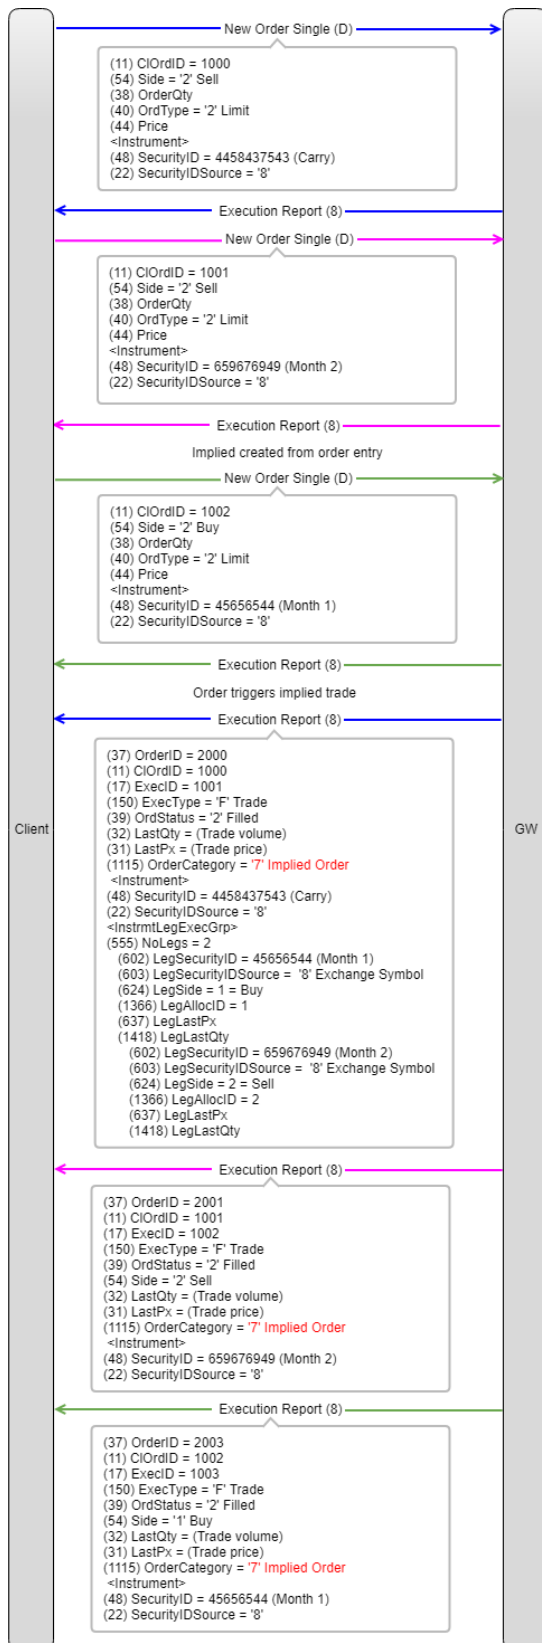 New Order Single (D)
(11) ClOrdID = 1000
(54) Side = '2' Sell
(38) OrderQty
(40) OrdType = '2' Limit
(44) Price
<Instrument>
(48) SecurityID = 4458437543 (Carry)
(22) SecurityIDSource = '8'
Execution Report (8)
New Order Single (D)
(11) ClOrdID = 1001
(54) Side = '2' Sell
(38) OrderQty
(40) OrdType = '2' Limit
(44) Price
<Instrument>
(48) SecurityID = 659676949 (Month 2)
(22) SecurityIDSource = '8'
Execution Report (8)
Implied created from order entry
New Order Single (D)
(11) ClOrdID = 1002
(54) Side = '2' Buy
(38) OrderQty
(40) OrdType = '2' Limit
(44) Price
<Instrument>
(48) SecurityID = 45656544 (Month 1)
(22) SecurityIDSource = '8'
Execution Report (8)
Order triggers implied trade
Execution Report (8)
(37) OrderID = 2000
(11) ClOrdID = 1000
(17) ExecID = 1001
(150) ExecType = 'F' Trade
(39) OrdStatus = '2' Filled
(32) LastQty = (Trade volume)
(31) LastPx = (Trade price)
(1115) OrderCategory = '7' Implied Order
<Instrument>
(48) SecurityID = 4458437543 (Carry)
(22) SecurityIDSource = '8'
<InstrmtLegExecGrp>
(555) NoLegs = 2
(602) LegSecurityID = 45656544 (Month 1)
(603) LegSecurityIDSource = '8' Exchange Symbol
(624) LegSide = 1 = Buy
(1366) LegAllocID = 1
(637) LegLastPx
(1418) LegLastQty
(602) LegSecurityID = 659676949 (Month 2)
(603) LegSecurityIDSource = '8' Exchange Symbol
(624) LegSide = 2 = Sell
(1366) LegAllocID = 2
(637) LegLastPx
(1418) LegLastQty
Client
GW
Execution Report (8)
(37) OrderID = 2001
(11) ClOrdID = 1001
(17) ExecID = 1002
(150) ExecType = 'F' Trade
(39) OrdStatus = '2' Filled
(54) Side = '2' Sell
(32) LastQty = (Trade volume)
(31) LastPx = (Trade price)
(1115) OrderCategory = '7' Implied Order
<Instrument>
(48) SecurityID = 659676949 (Month 2)
(22) SecurityIDSource = '8'
Execution Report (8)
(37) OrderID = 2003
(11) ClOrdID = 1002
(17) ExecID = 1003
(150) ExecType = 'F' Trade
(39) OrdStatus = '2' Filled
(54) Side = '1' Buy
(32) LastQty = (Trade volume)
(31) LastPx = (Trade price)
(1115) OrderCategory = '7' Implied Order
<Instrument>
(48) SecurityID = 45656544 (Month 1)
(22) SecurityIDSource = '8'